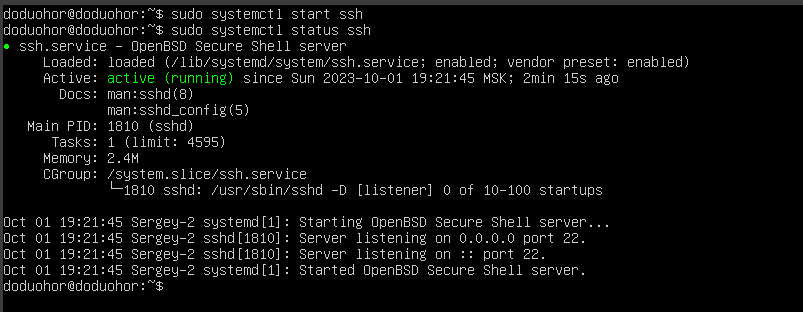 doduohor@doduohor:~$ sudo systemctl start ssh
doduohor@doduohor:~$ sudo systemctl status ssh
● ssh.service – OpenBSD Secure Shell server
Loaded: loaded (/lib/systemd/system/ssh.service; enabled; vendor preset: enabled)
Active: active (running) since Sun 2023-10-01 19:21:45 MSK; 2min 15s ago
Docs: man:sshd(8)
man:sshd_config(5)
Main PID: 1810 (sshd)
Tasks: 1 (limit: 4595)
Memory: 2.4M
CGroup: /system.slice/ssh.service
└─1810 sshd: /usr/sbin/sshd -D [listener] 0 of 10-100 startups
Oct 01 19:21:45 Sergey-2 systemd[1]: Starting OpenBSD Secure Shell server...
Oct 01 19:21:45 Sergey-2 sshd[1810]: Server listening on 0.0.0.0 port 22.
Oct 01 19:21:45 Sergey-2 sshd[1810]: Server listening on :: port 22.
Oct 01 19:21:45 Sergey-2 systemd[1]: Started OpenBSD Secure Shell server.
doduohor@doduohor:~$